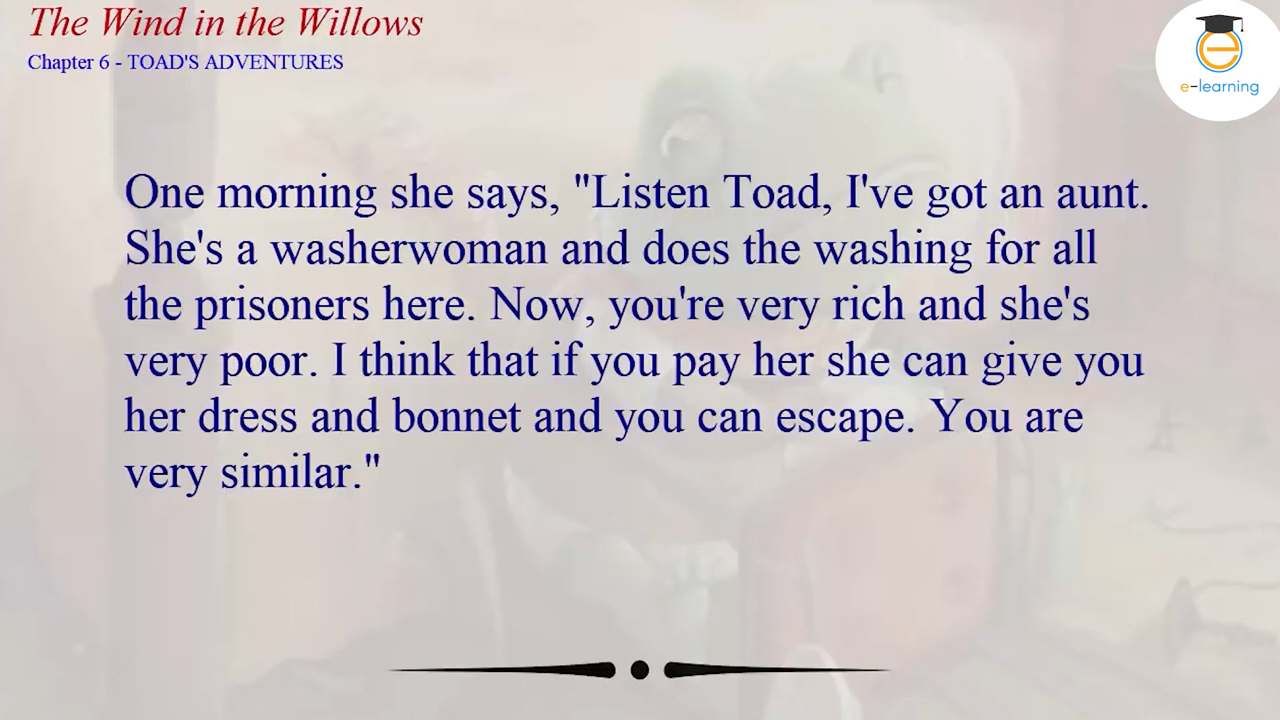 The Wind in the Willows
Chapter 6 - TOAD'S ADVENTURES
e-learning
One morning she says, "Listen Toad, I've got an aunt.
She's a washerwoman and does the washing for all
the prisoners here. Now, you're very rich and she's
very poor. I think that if you pay her she can give you
her dress and bonnet and you can escape. You are
very similar."